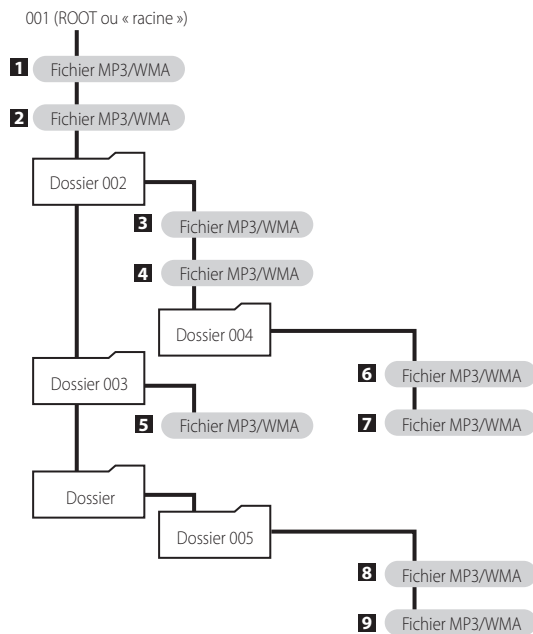 001 (ROOT ou « racine »)
1 Fichier MP3/WMA
2 Fichier MP3/WMA
Dossier 002
3 Fichier MP3/WMA
4 Fichier MP3/WMA
Dossier 004
6 Fichier MP3/WMA
Dossier 003
7 Fichier MP3/WMA
5 Fichier MP3/WMA
Dossier
Dossier 005
8 Fichier MP3/WMA
9 Fichier MP3/WMA